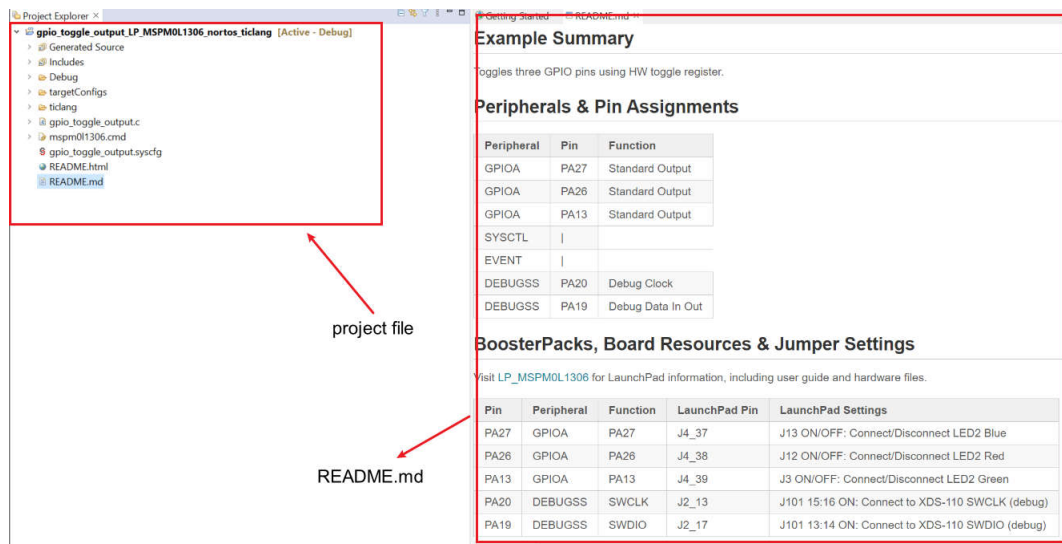 Project Explorer
gpio_toggle_output_LP_MSPM0L1306_nortos_ticlang [Active - Debug]
Generated Source
Includes
Debug
targetConfigs
ticlang
gpio_toggle_output.c
mspm0l1306.cmd
gpio_toggle_output.syscfg
README.html
README.md
project file
README.md
Getting Started README.md
Example Summary
Toggles three GPIO pins using HW toggle register.
Peripherals & Pin Assignments
Peripheral Pin Function
GPIOA PA27 Standard Output
GPIOA PA26 Standard Output
GPIOA PA13 Standard Output
SYSCTL |
EVENT |
DEBUGSS PA20 Debug Clock
DEBUGSS PA19 Debug Data In Out
BoosterPacks, Board Resources & Jumper Settings
Visit LP_MSPM0L1306 for LaunchPad information, including user guide and hardware files.
Pin Peripheral Function LaunchPad Pin LaunchPad Settings
PA27 GPIOA PA27 J4_37 J13 ON/OFF: Connect/Disconnect LED2 Blue
PA26 GPIOA PA26 J4_38 J12 ON/OFF: Connect/Disconnect LED2 Red
PA13 GPIOA PA13 J4_39 J3 ON/OFF: Connect/Disconnect LED2 Green
PA20 DEBUGSS SWCLK J2_13 J101 15:16 ON: Connect to XDS-110 SWCLK (debug)
PA19 DEBUGSS SWDIO J2_17 J101 13:14 ON: Connect to XDS-110 SWDIO (debug)